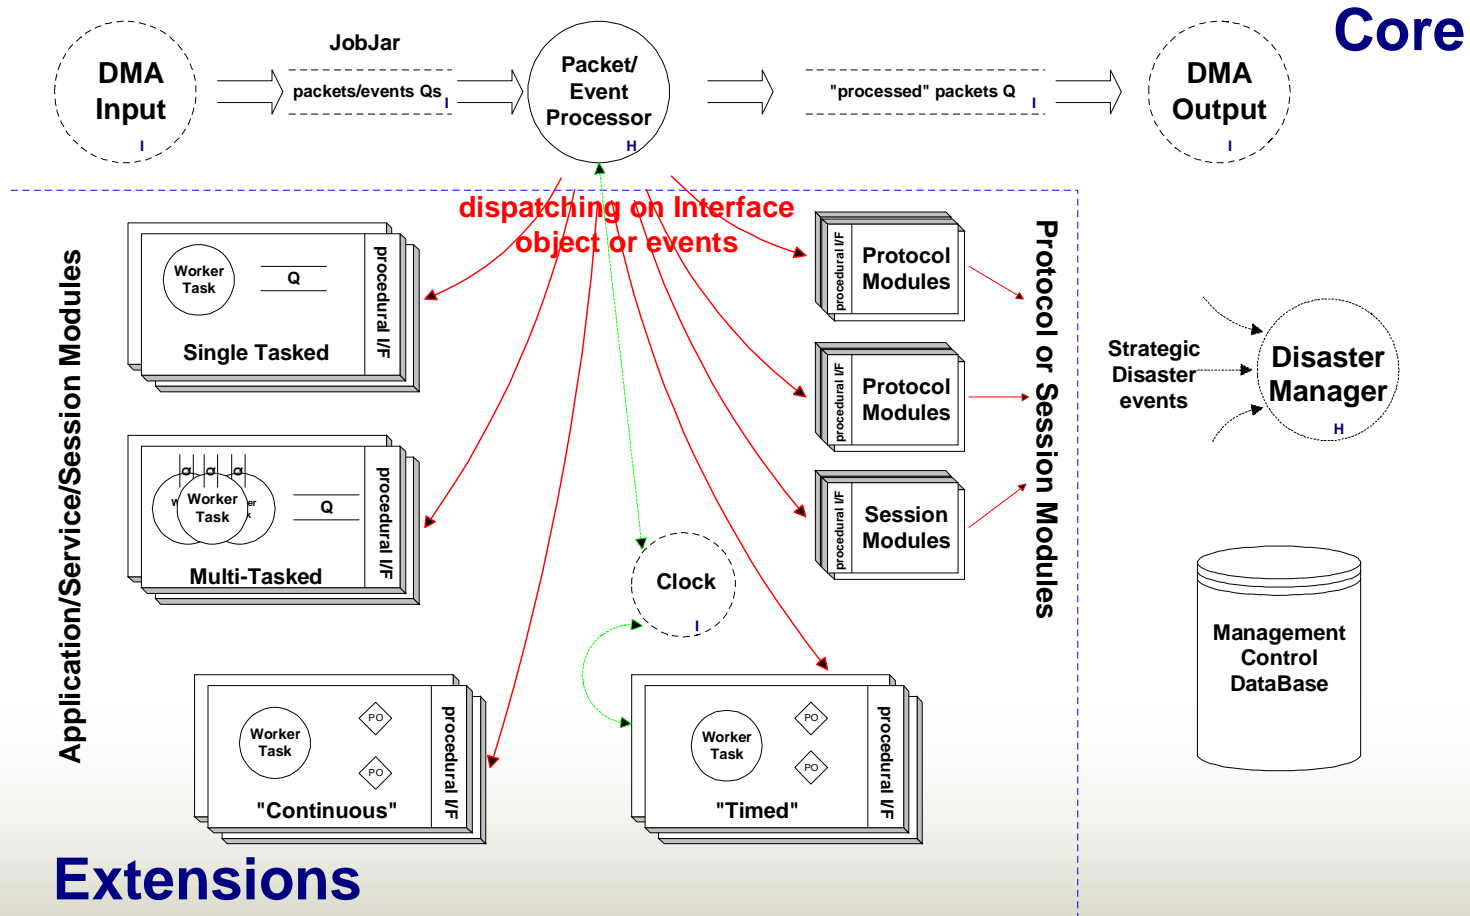 Core
DMA
Input
I
JobJar
packets/events Qs
I
Packet/
Event
Processor
H
"processed" packets Q
I
DMA
Output
I
dispatching on Interface
object or events
Application/Service/Session Modules
Worker
Task
Q
Single Tasked
procedural I/F
Q
Q
Q
Worker
Task
Q
Multi-Tasked
procedural I/F
Worker
Task
PO
PO
"Continuous"
procedural I/F
Clock
I
Worker
Task
PO
PO
"Timed"
procedural I/F
procedural I/F
Protocol
Modules
procedural I/F
Protocol
Modules
procedural I/F
Session
Modules
Protocol or Session Modules
Strategic
Disaster
events
Disaster
Manager
H
Management
Control
DataBase
Extensions